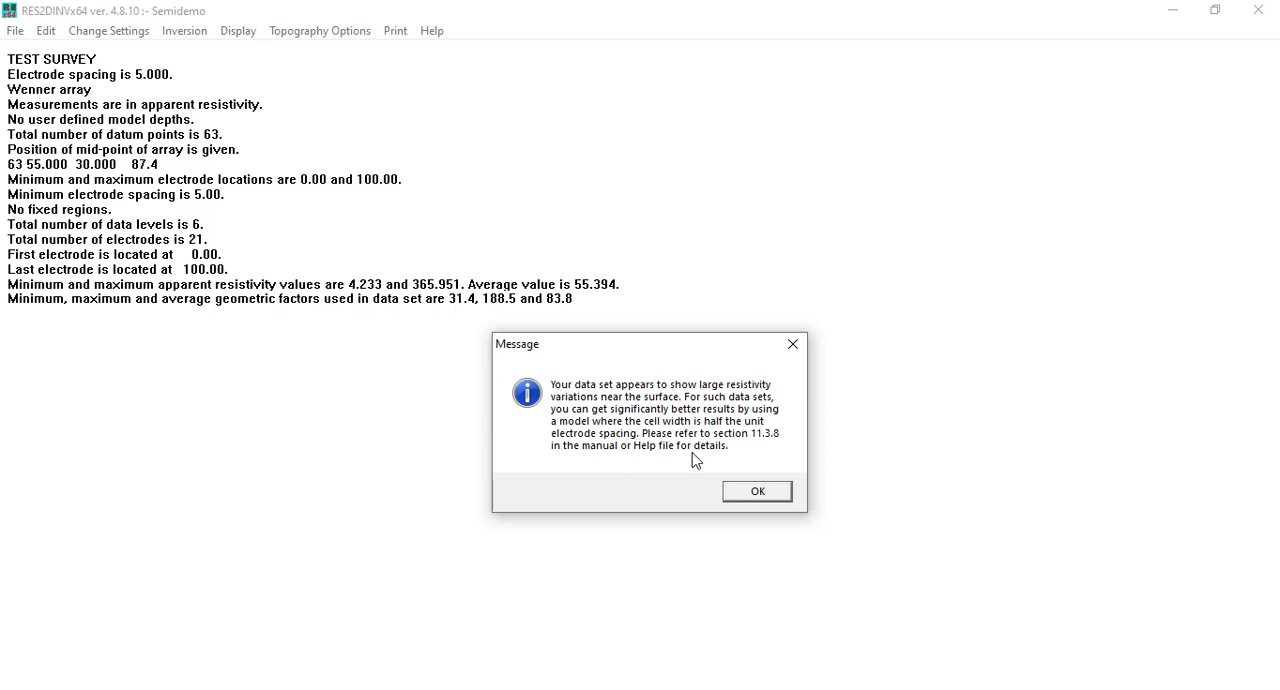 RES2DINVx64 ver. 4.8.10 :- Semidemo
File Edit Change Settings Inversion Display Topography Options Print Help
TEST SURVEY
Electrode spacing is 5.000.
Wenner array
Measurements are in apparent resistivity.
No user defined model depths.
Total number of datum points is 63.
Position of mid-point of array is given.
63 55.000 30.000 87.4
Minimum and maximum electrode locations are 0.00 and 100.00.
Minimum electrode spacing is 5.00.
No fixed regions.
Total number of data levels is 6.
Total number of electrodes is 21.
First electrode is located at 0.00.
Last electrode is located at 100.00.
Minimum and maximum apparent resistivity values are 4.233 and 365.951. Average value is 55.394.
Minimum, maximum and average geometric factors used in data set are 31.4, 188.5 and 83.8
Message
Your data set appears to show large resistivity
variations near the surface. For such data sets,
you can get significantly better results by using
a model where the cell width is half the unit
electrode spacing. Please refer to section 11.3.8
in the manual or Help file for details.
OK